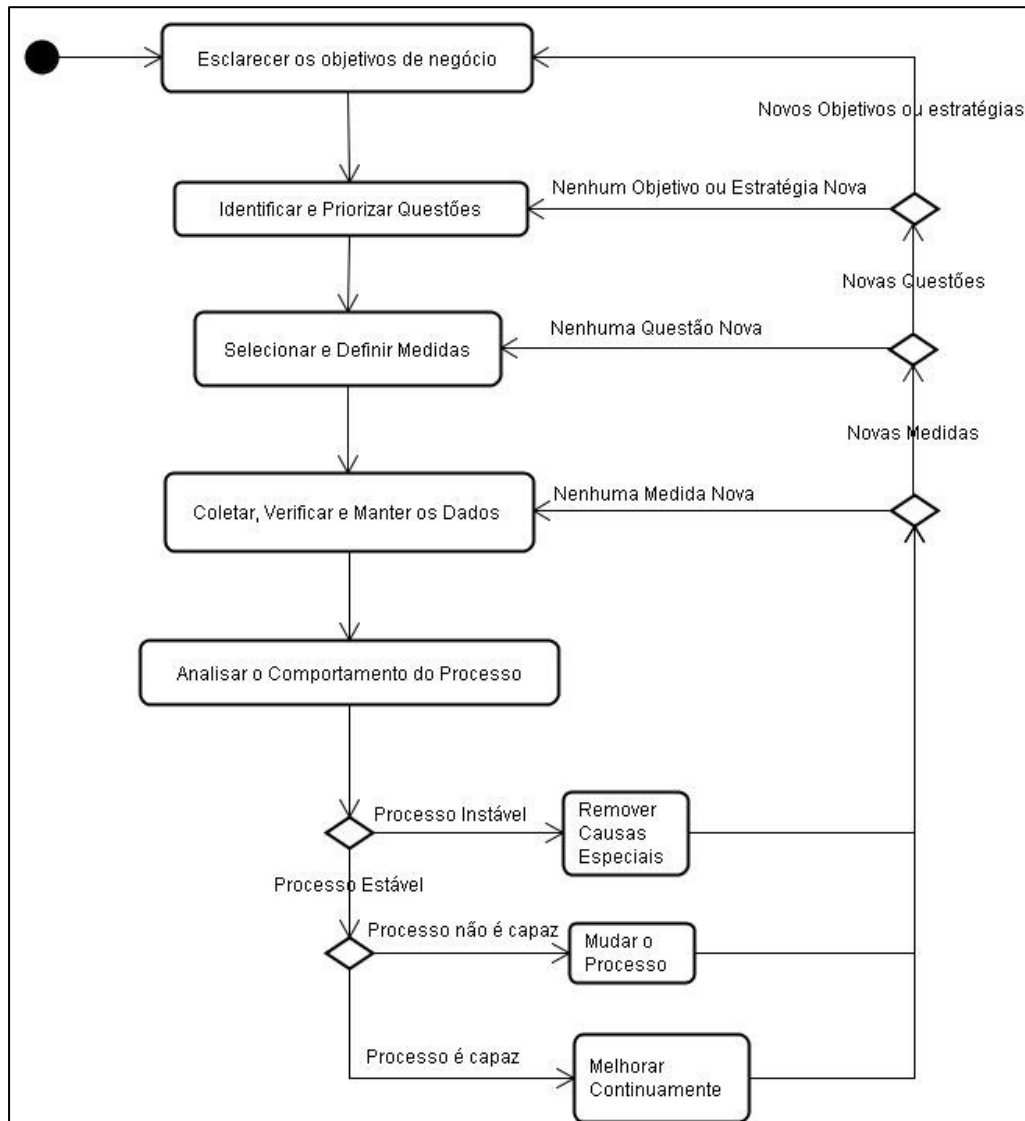 Esclarecer os objetivos de negócio
Novos Objetivos ou estratégias
Nenhum Objetivo ou Estratégia Nova
Identificar e Priorizar Questões
Novas Questões
Nenhuma Questão Nova
Selecionar e Definir Medidas
Novas Medidas
Nenhuma Medida Nova
Coletar, Verificar e Manter os Dados
Analisar o Comportamento do Processo
Processo Instável
Remover
Causas
Especiais
Processo Estável
Processo não é capaz
Mudar o
Processo
Processo é capaz
Melhorar
Continuamente